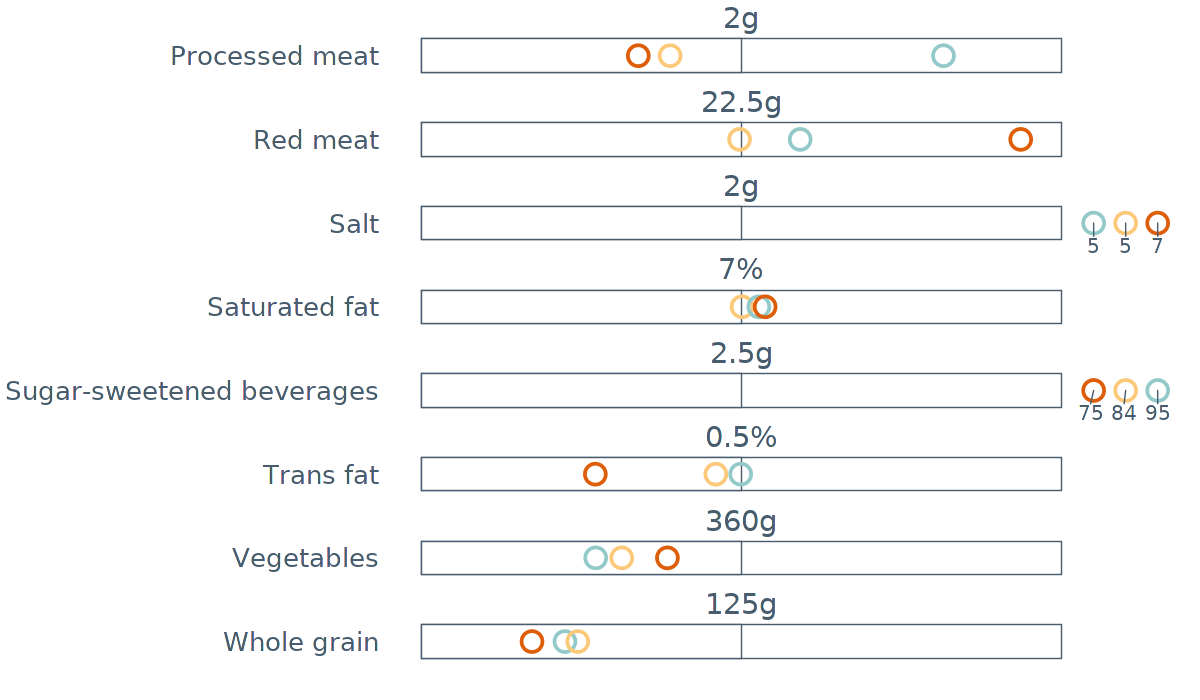 2g
Processed meat
22.5g
Red meat
2g
Salt
5 5 7
7%
Saturated fat
2.5g
Sugar-sweetened beverages
75 84 95
0.5%
Trans fat
360g
Vegetables
125g
Whole grain